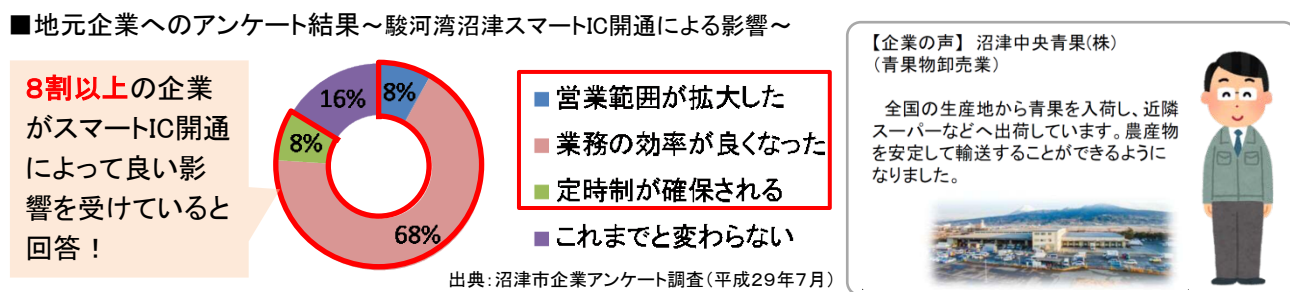 ■地元企業へのアンケート結果～駿河湾沼津スマートIC開通による影響～
8割以上の企業
がスマートIC開通
によって良い影
響を受けていると
回答！
16%
8%
8%
68%
営業範囲が拡大した
業務の効率が良くなった
定時制が確保される
これまでと変わらない
出典：沼津市企業アンケート調査（平成29年7月）
【企業の声】 沼津中央青果(株)
（青果物卸売業）
全国の生産地から青果を入荷し、近隣
スーパーなどへ出荷しています。農産物
を安定して輸送することができるように
なりました。